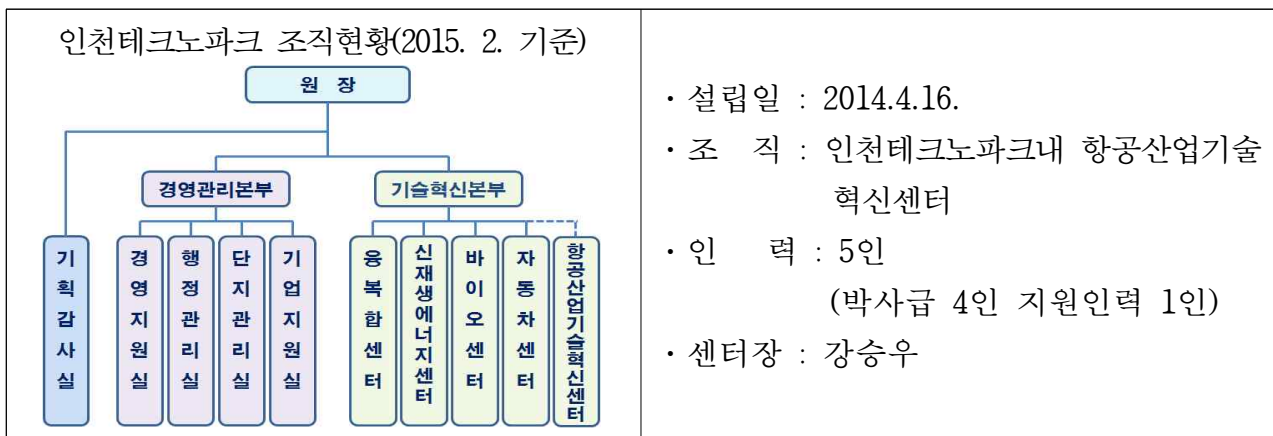 인천테크노파크 조직현황(2015. 2. 기준)
원 장
경영관리본부
기술혁신본부
기획감사실
경영지원실
행정관리실
단지관리실
기업지원실
융복합센터
신재생에너지센터
바이오센터
자동차센터
항공산업기술혁신센터
· 설립일 : 2014.4.16.
· 조 직 : 인천테크노파크내 항공산업기술
혁신센터
· 인 력 : 5인
(박사급 4인 지원인력 1인)
· 센터장 : 강승우